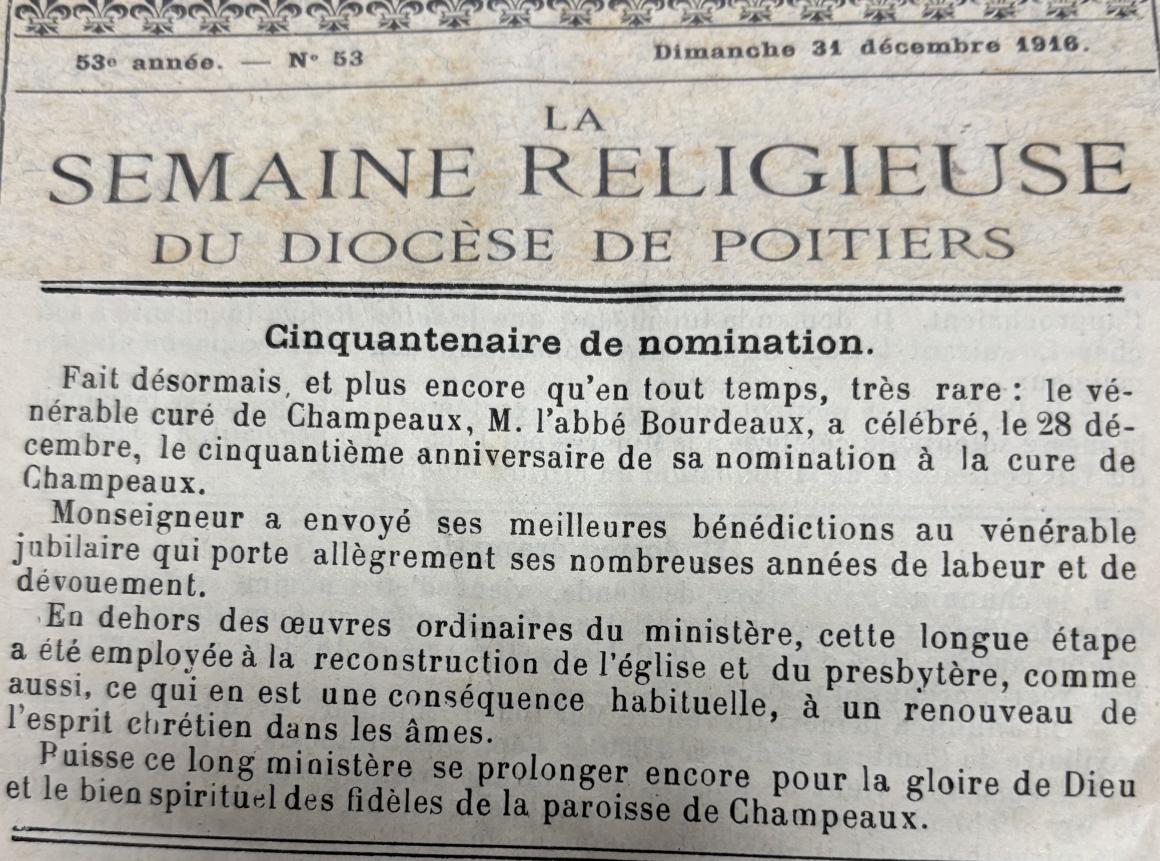 53e année. — N° 53
Dimanche 31 décembre 1916.
LA
SEMAINE RELIGIEUSE
DU DIOCÈSE DE POITIERS
Cinquantenaire de nomination.
Fait désormais, et plus encore qu'en tout temps, très rare : le vé-
nérable curé de Champeaux, M. l'abbé Bourdeaux, a célébré, le 28 dé-
cembre, le cinquantième anniversaire de sa nomination à la cure de
Champeaux.
Monseigneur a envoyé ses meilleures bénédictions au vénérable
jubilaire qui porte allègrement ses nombreuses années de labeur et de
dévouement.
En dehors des œuvres ordinaires du ministère, cette longue étape
a été employée à la reconstruction de l'église et du presbytère, comme
aussi, ce qui en est une conséquence habituelle, à un renouveau de
l'esprit chrétien dans les âmes.
Puisse ce long ministère se prolonger encore pour la gloire de Dieu
et le bien spirituel des fidèles de la paroisse de Champeaux.